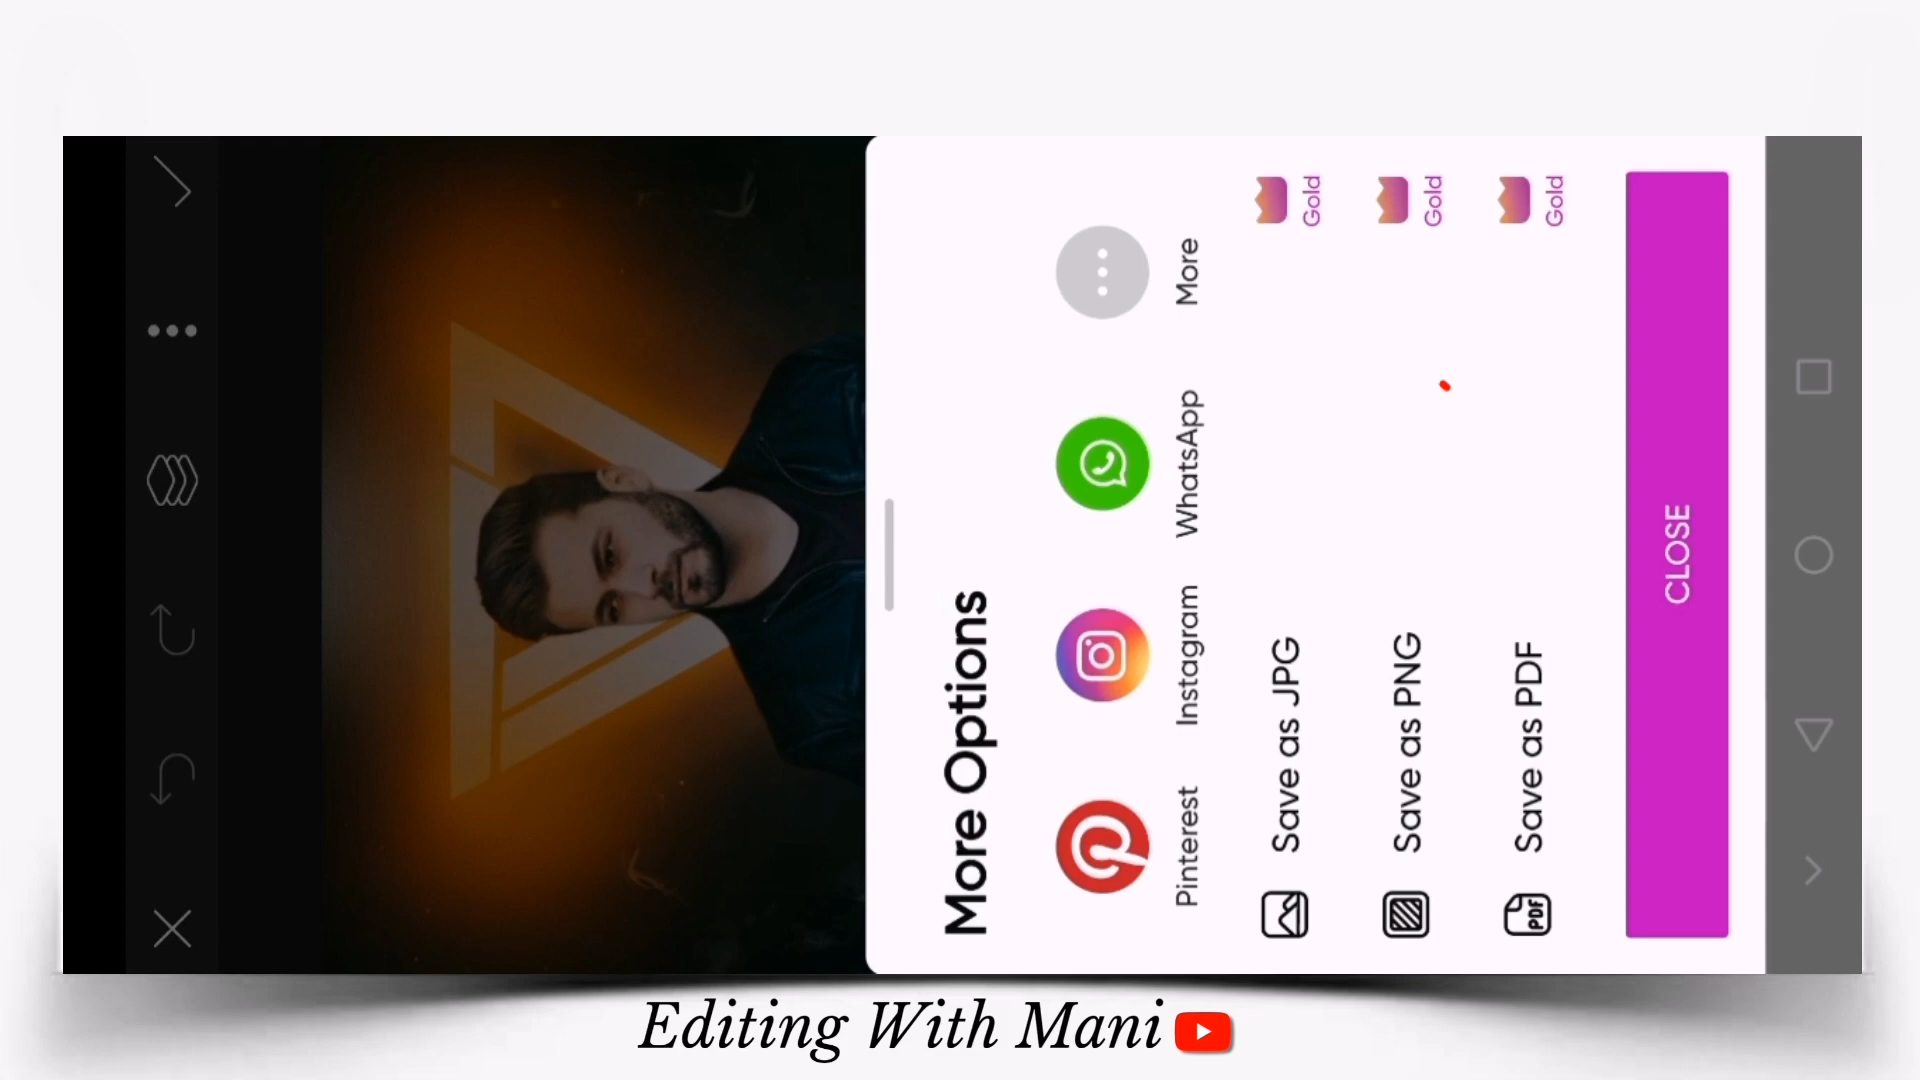 More Options
Pinterest
Instagram
WhatsApp
More
Save as JPG
Gold
Save as PNG
Gold
PDF
Save as PDF
Gold
CLOSE
Editing With Mani